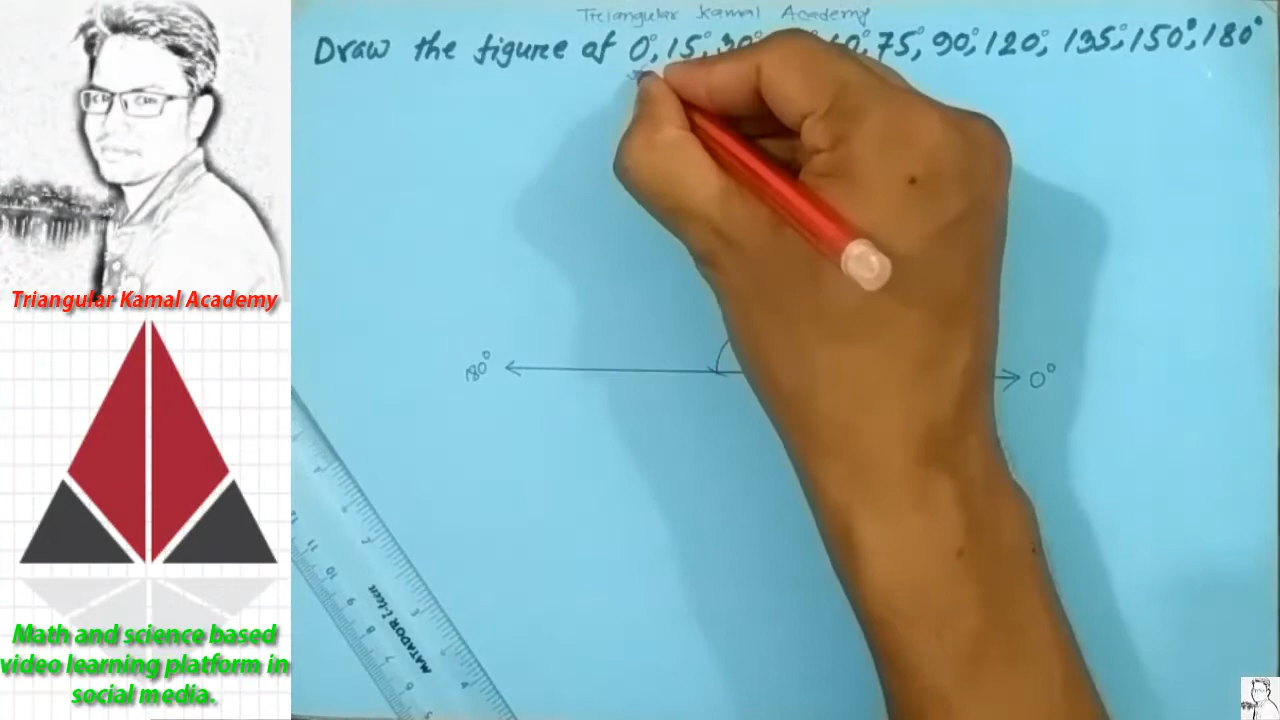 Triangular Kamal Academy
Draw the figure of 0°, 15°, 30°, 75°, 90°, 120°, 135°, 150°, 180°
180°
0°
Triangular Kamal Academy
MATADOR i-teen
Math and science based
video learning platform in
social media.